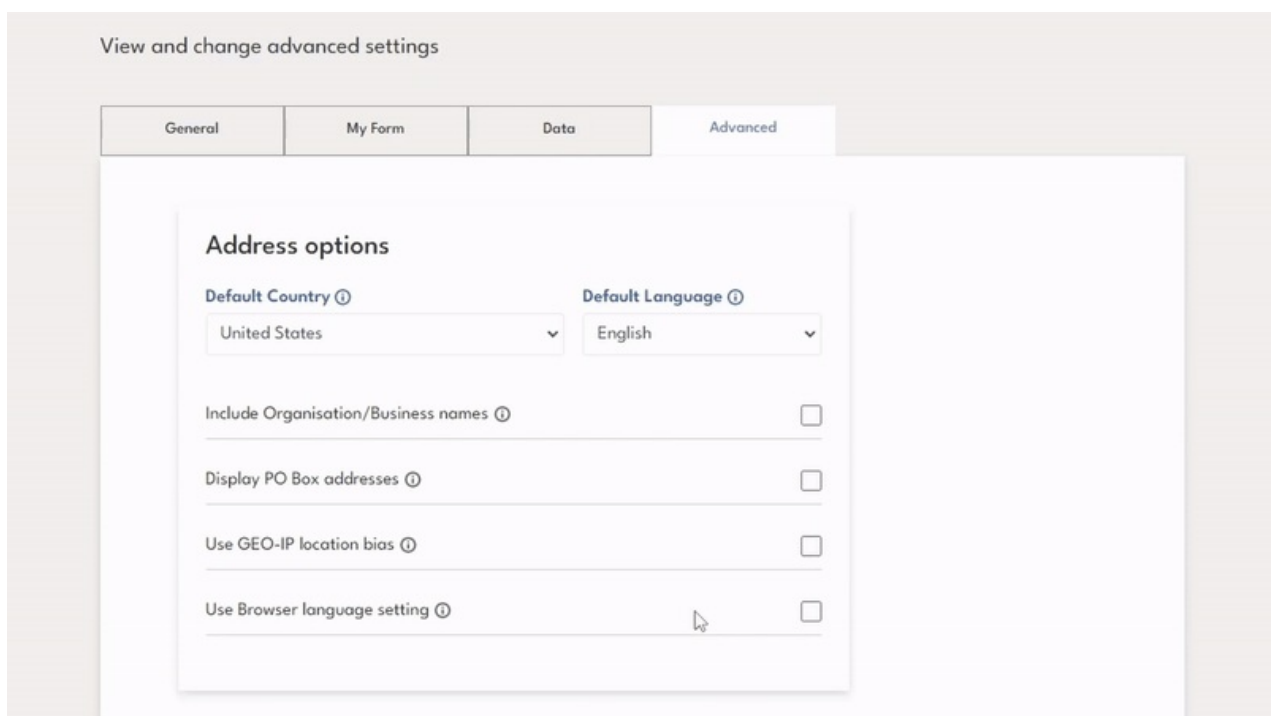 View and change advanced settings
General My Form Data Advanced
Address options
Default Country Default Language
United States English
Include Organisation/Business names
Display PO Box addresses
Use GEO-IP location bias
Use Browser language setting